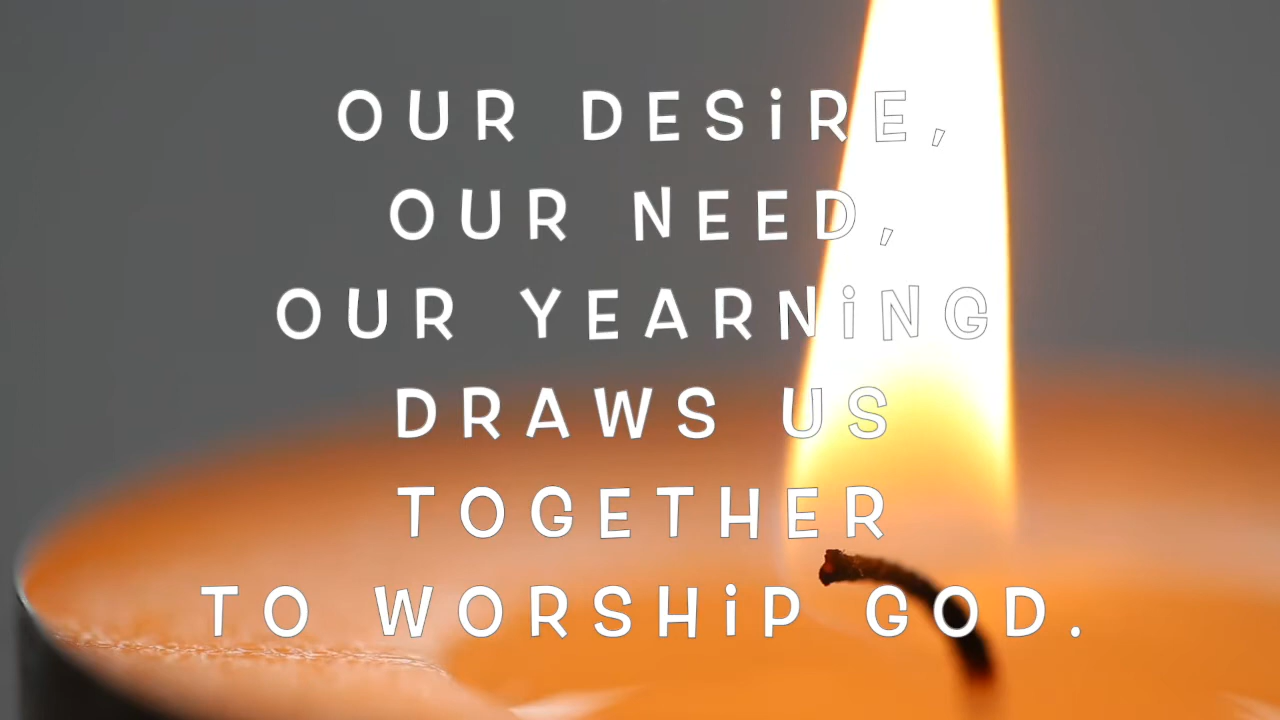 OUR DESiRE,
OUR NEED,
OUR YEARNiNG
DRAWS US
TOGETHER
TO WORSHiP GOD.